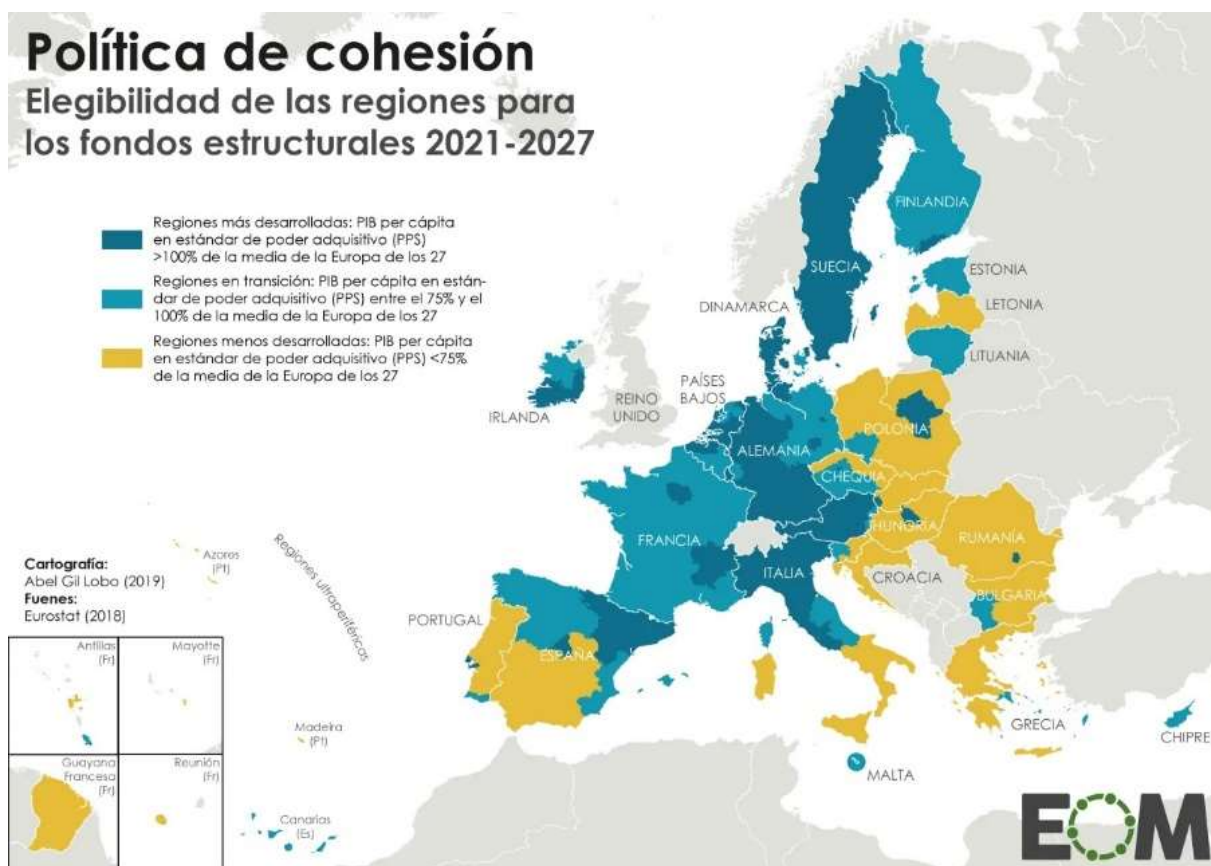 Política de cohesión
Elegibilidad de las regiones para
los fondos estructurales 2021-2027
Regiones más desarrolladas: PIB per cápita
en estándar de poder adquisitivo (PPS)
>100% de la media de la Europa de los 27
Regiones en transición: PIB per cápita en están-
dar de poder adquisitivo (PPS) entre el 75% y el
100% de la media de la Europa de los 27
Regiones menos desarrolladas: PIB per cápita
en estándar de poder adquisitivo (PPS) <75%
de la media de la Europa de los 27
FINLANDIA
SUECIA
ESTONIA
LETONIA
DINAMARCA
LITUANIA
PAÍSES
BAJOS
REINO
UNIDO
IRLANDA
POLONIA
ALEMANIA
CHEQUIA
HUNGRÍA
RUMANÍA
FRANCIA
ITALIA
CROACIA
BULGARIA
PORTUGAL
ESPAÑA
GRECIA
CHIPRE
MALTA
Regiones ultraperiféricas
Azores
(Pt)
Madeira
(Pt)
Canarias
(Es)
Cartografía:
Abel Gil Lobo (2019)
Fuenes:
Eurostat (2018)
Antillas
(Fr)
Mayotte
(Fr)
Guayana
Francesa
(Fr)
Reunión
(Fr)
EOM